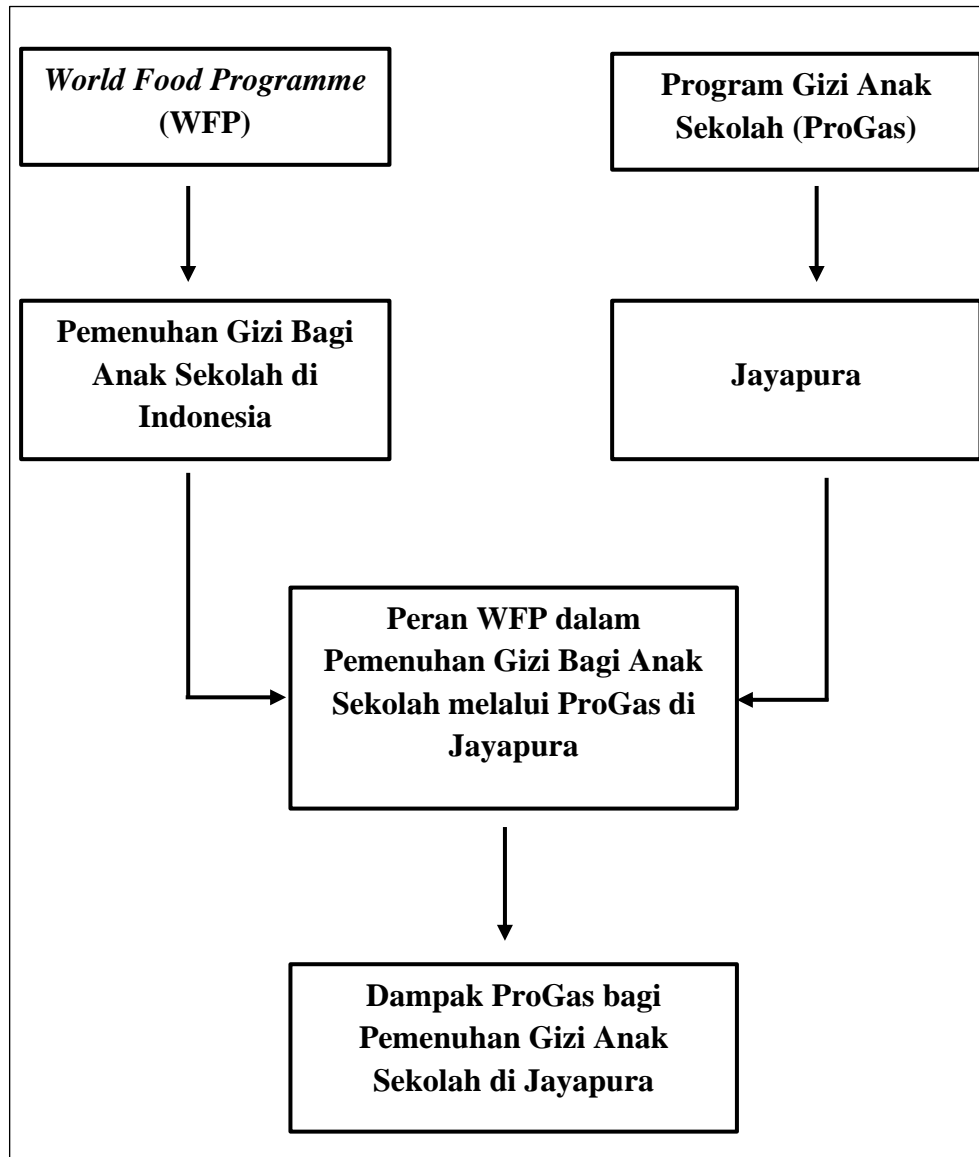 World Food Programme
(WFP)
Program Gizi Anak
Sekolah (ProGas)
Pemenuhan Gizi Bagi
Anak Sekolah di
Indonesia
Jayapura
Peran WFP dalam
Pemenuhan Gizi Bagi Anak
Sekolah melalui ProGas di
Jayapura
Dampak ProGas bagi
Pemenuhan Gizi Anak
Sekolah di Jayapura